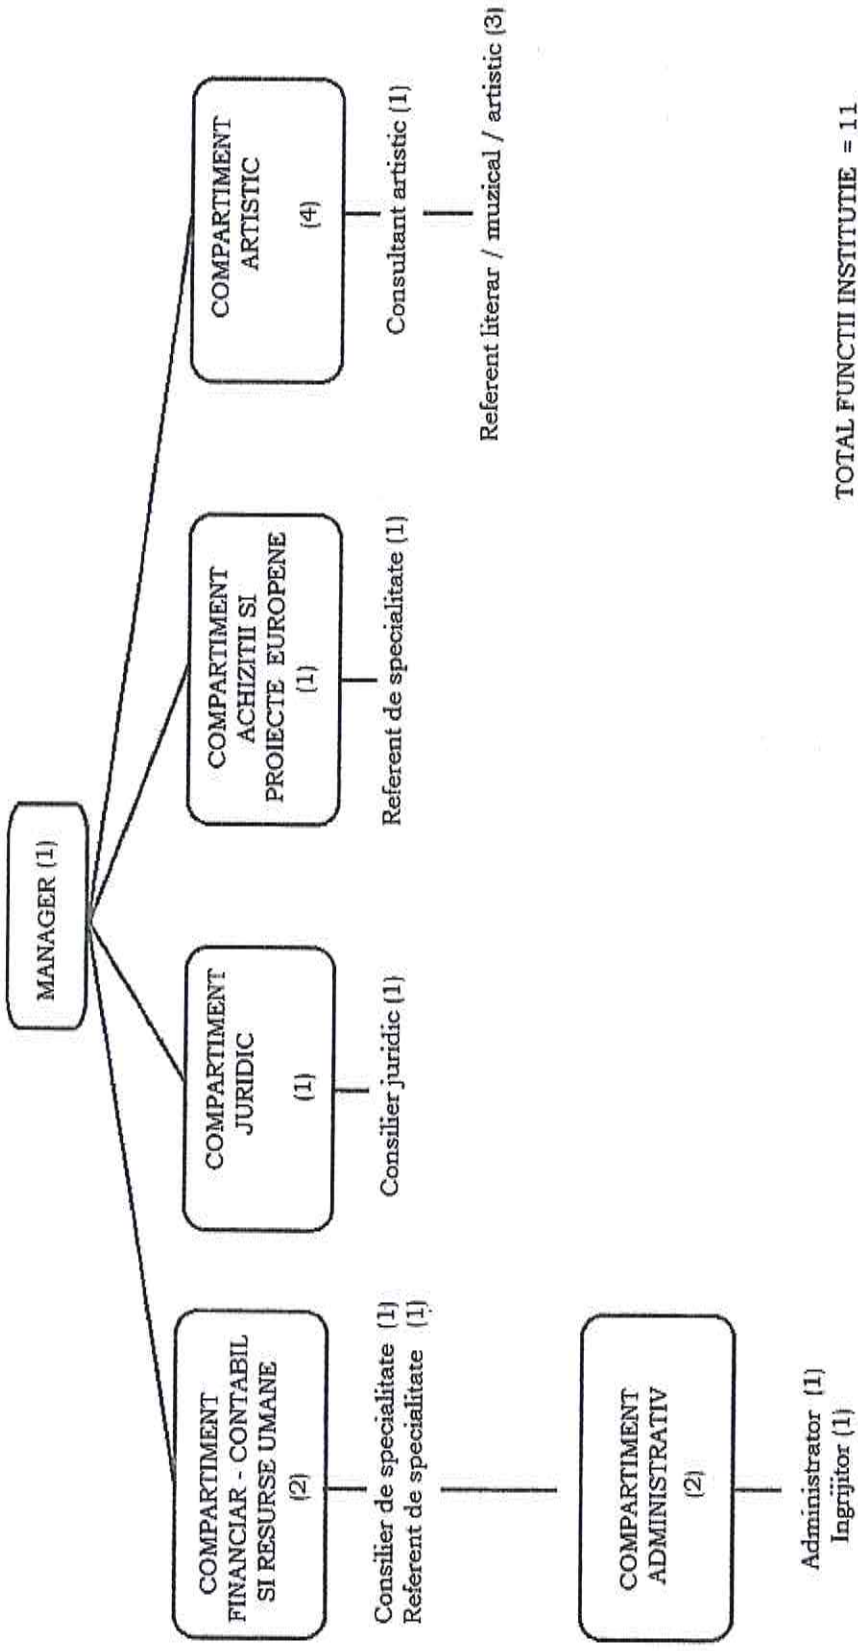 MANAGER (1)
COMPARTIMENT
FINANCIAR - CONTABIL
SI RESURSE UMANE
(2)
Consilier de specialitate (1)
Referent de specialitate (1)
COMPARTIMENT
ADMINISTRATIV
(2)
Administrator (1)
Ingrijitor (1)
COMPARTIMENT
JURIDIC
(1)
Consilier juridic (1)
COMPARTIMENT
ACHIZITII SI
PROIECTE EUROPENE
(1)
Referent de specialitate (1)
COMPARTIMENT
ARTISTIC
(4)
Consultant artistic (1)
Referent literar / muzical / artistic (3)
TOTAL FUNCTII INSTITUTIE = 11